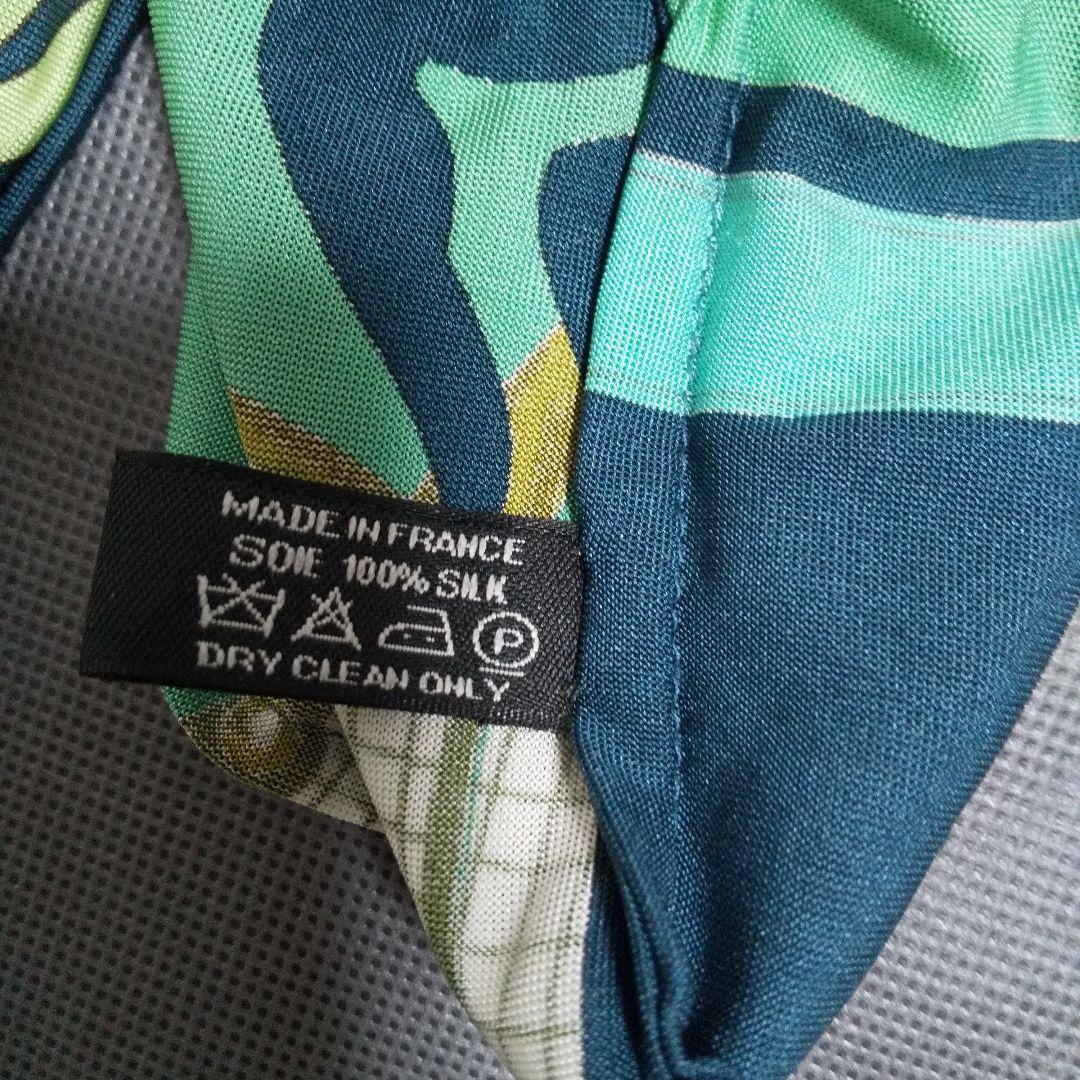 MADE IN FRANCE
SOIE 100% SILK
P
DRY CLEAN ONLY